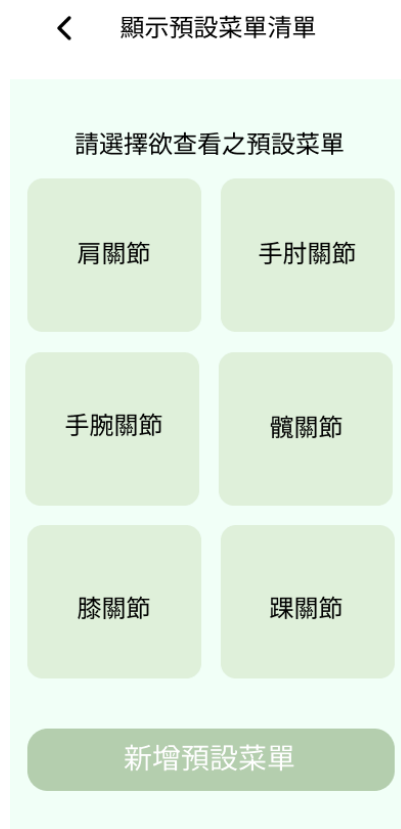 顯示預設菜單清單
請選擇欲查看之預設菜單
肩關節
手肘關節
手腕關節
髖關節
膝關節
踝關節
新增預設菜單